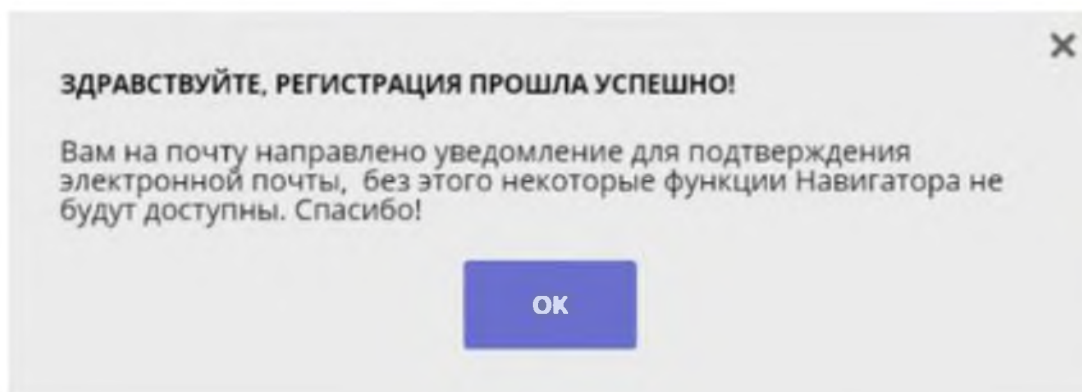 ЗДРАВСТВУЙТЕ, РЕГИСТРАЦИЯ ПРОШЛА УСПЕШНО!
Вам на почту направлено уведомление для подтверждения
электронной почты,  без этого некоторые функции Навигатора не
будут доступны. Спасибо!
ОК